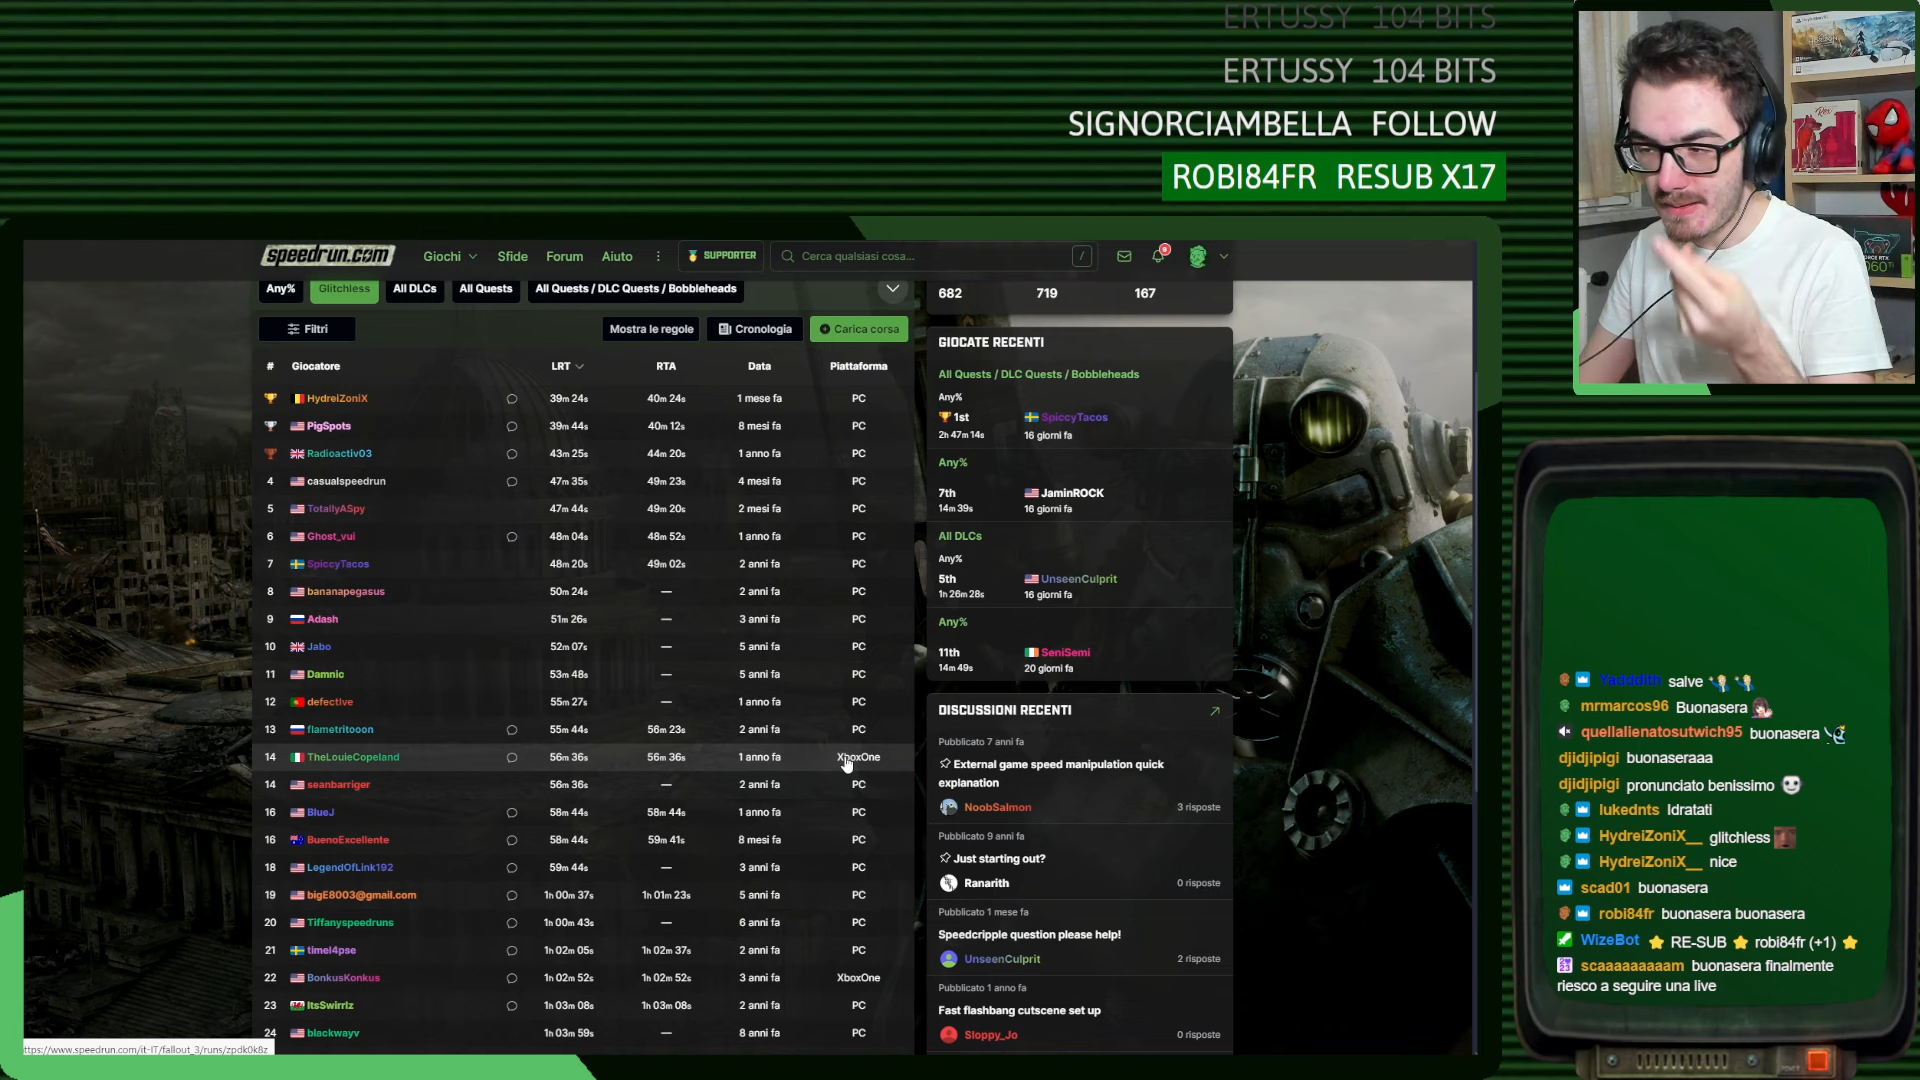 ERTUSSY 104 BITS
ERTUSSY 104 BITS
SIGNORCIAMBELLA FOLLOW
ROBI84FR RESUB X17
speedrun.com Giochi Sfide Forum Aiuto SUPPORTER Cerca qualsiasi cosa... / 9
Any% Glitchless All DLCs All Quests All Quests / DLC Quests / Bobbleheads
Filtri Mostra le regole Cronologia Carica corsa
# Giocatore LRT RTA Data Piattaforma
HydreiZoniX 39m 24s 40m 24s 1 mese fa PC
PigSpots 39m 44s 40m 12s 8 mesi fa PC
Radioactiv03 43m 25s 44m 20s 1 anno fa PC
4 casualspeedrun 47m 35s 49m 23s 4 mesi fa PC
5 TotallyASpy 47m 44s 49m 20s 2 mesi fa PC
6 Ghost_vui 48m 04s 48m 52s 1 anno fa PC
7 SpiccyTacos 48m 20s 49m 02s 2 anni fa PC
8 bananapegasus 50m 24s — 2 anni fa PC
9 Adash 51m 26s — 3 anni fa PC
10 Jabo 52m 07s — 5 anni fa PC
11 Damnic 53m 48s — 5 anni fa PC
12 defectlve 55m 27s — 1 anno fa PC
13 flametritooon 55m 44s 56m 23s 2 anni fa PC
14 TheLouieCopeland 56m 36s 56m 36s 1 anno fa XboxOne
14 seanbarriger 56m 36s — 2 anni fa PC
16 BlueJ 58m 44s 58m 44s 1 anno fa PC
16 BuenoExcellente 58m 44s 59m 41s 8 mesi fa PC
18 LegendOfLink192 59m 44s — 3 anni fa PC
19 bigE8003@gmail.com 1h 00m 37s 1h 01m 23s 5 anni fa PC
20 Tiffanyspeedruns 1h 00m 43s — 6 anni fa PC
21 timel4pse 1h 02m 05s 1h 02m 37s 2 anni fa PC
22 BonkusKonkus 1h 02m 52s 1h 02m 52s 3 anni fa XboxOne
23 ItsSwirrlz 1h 03m 08s 1h 03m 08s 2 anni fa PC
24 blackwayv 1h 03m 59s — 8 anni fa PC
ttps://www.speedrun.com/it-IT/fallout_3/runs/zpdk0k8z
682 719 167
GIOCATE RECENTI
All Quests / DLC Quests / Bobbleheads
Any%
1st SpiccyTacos
2h 47m 14s 16 giorni fa
Any%
7th JaminROCK
14m 39s 16 giorni fa
All DLCs
Any%
5th UnseenCulprit
1h 26m 28s 16 giorni fa
Any%
11th SeniSemi
14m 49s 20 giorni fa
DISCUSSIONI RECENTI
Pubblicato 7 anni fa
External game speed manipulation quick
explanation
NoobSalmon 3 risposte
Pubblicato 9 anni fa
Just starting out?
Ranarith 0 risposte
Pubblicato 1 mese fa
Speedcripple question please help!
UnseenCulprit 2 risposte
Pubblicato 1 anno fa
Fast flashbang cutscene set up
Sloppy_Jo 0 risposte
Yadddith salve
mrmarcos96 Buonasera
quellalienatosutwich95 buonasera
djidjipigi buonaseraaa
djidjipigi pronunciato benissimo
lukednts Idratati
HydreiZoniX__ glitchless
HydreiZoniX__ nice
scad01 buonasera
robi84fr buonasera buonasera
WizeBot RE-SUB robi84fr (+1)
scaaaaaaaaam buonasera finalmente
riesco a seguire una live